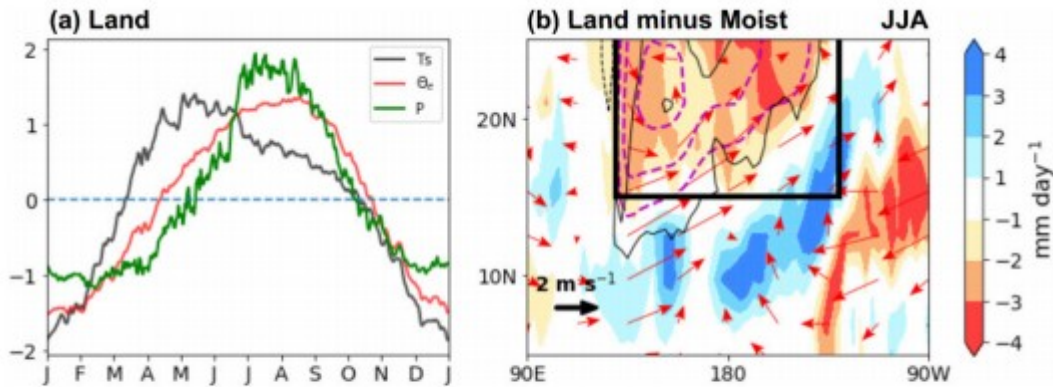 (a) Land
2
1
0
−1
−2
J F M A M J J A S O N D J
Ts
Θe
P
(b) Land minus Moist JJA
20N
10N
2 m s⁻¹
90E 180 90W
4
3
2
1
−1
−2
−3
−4
mm day⁻¹